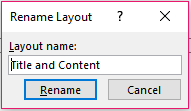 Rename Layout ? ×
Layout name:
Title and Content
Rename Cancel